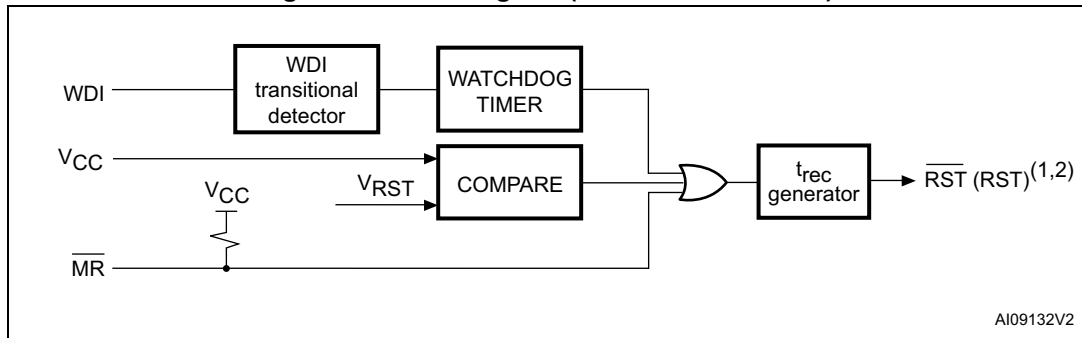 WDI
WDI
transitional
detector
WATCHDOG
TIMER
VCC
VRST
COMPARE
VCC
MR
trec
generator
RST (RST)(1,2)
AI09132V2